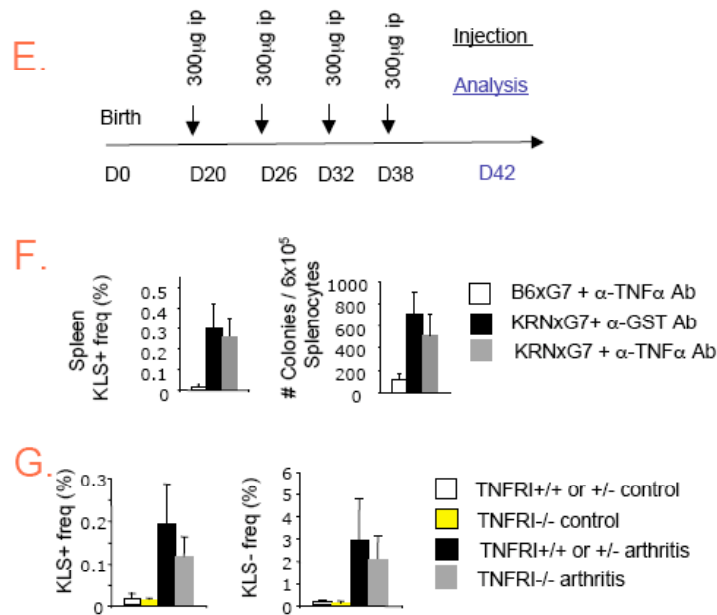 E.
300µg ip
300µg ip
300µg ip
300µg ip
Injection
Analysis
Birth
D0
D20
D26
D32
D38
D42
F.
Spleen
KLS+ freq (%)
0.5
0.4
0.3
0.2
0.1
0
# Colonies / 6x10⁵
Splenocytes
1000
800
600
400
200
0
B6xG7 + α-TNFα Ab
KRNxG7+ α-GST Ab
KRNxG7 + α-TNFα Ab
G.
KLS+ freq (%)
0.3
0.2
0.1
0
KLS- freq (%)
6
5
4
3
2
1
0
TNFRI+/+ or +/- control
TNFRI-/- control
TNFRI+/+ or +/- arthritis
TNFRI-/- arthritis